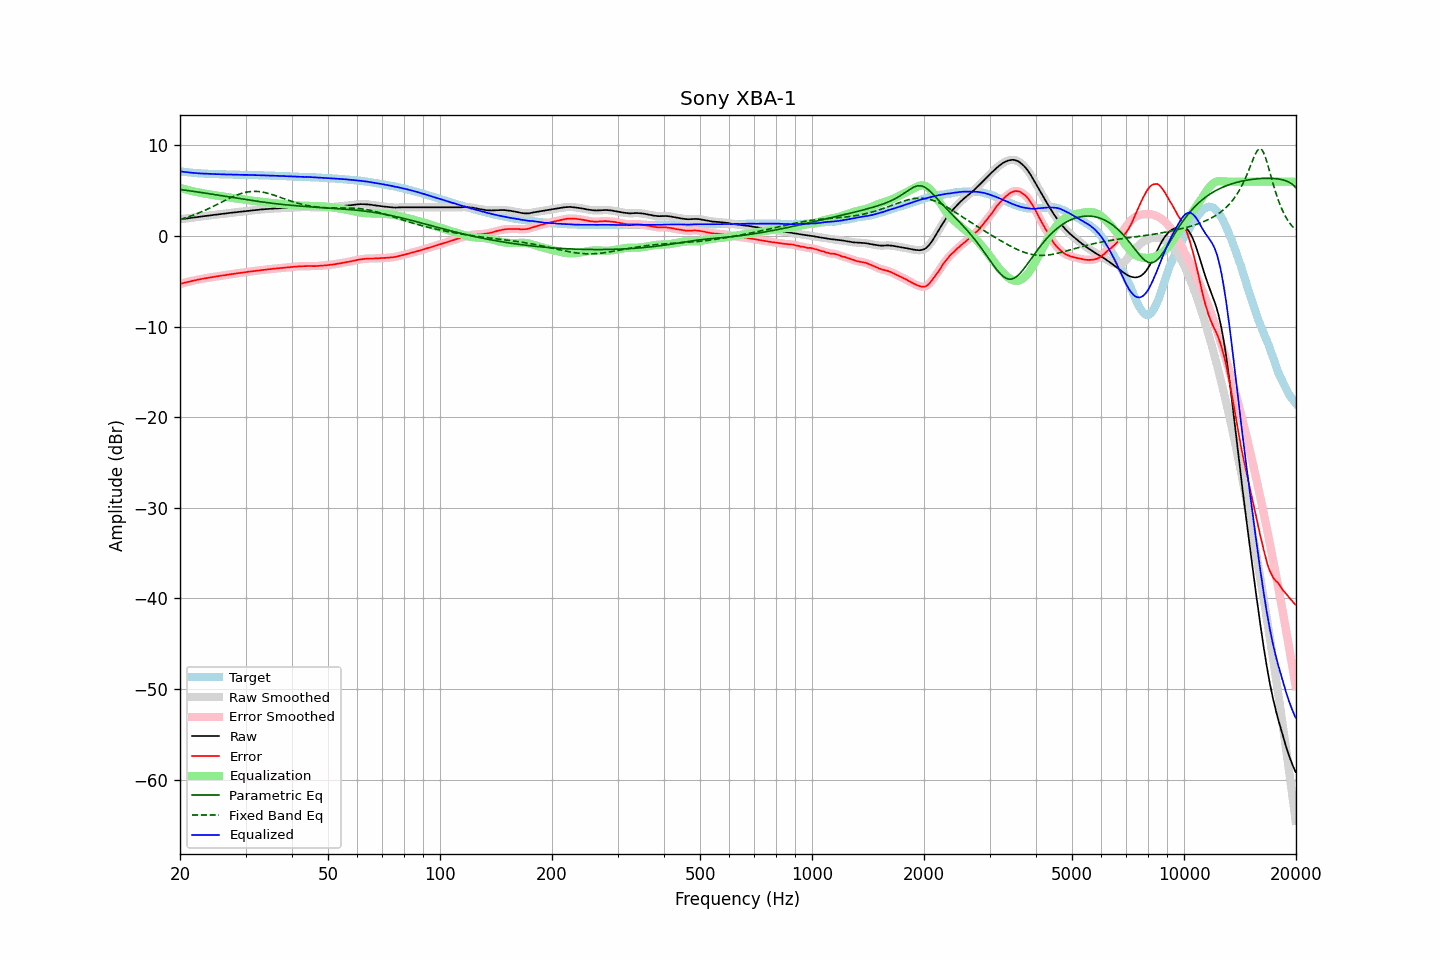 Sony XBA-1
Amplitude (dBr)
10
0
−10
−20
−30
−40
−50
−60
Target
Raw Smoothed
Error Smoothed
Raw
Error
Equalization
Parametric Eq
Fixed Band Eq
Equalized
20 50 100 200 500 1000 2000 5000 10000 20000
Frequency (Hz)